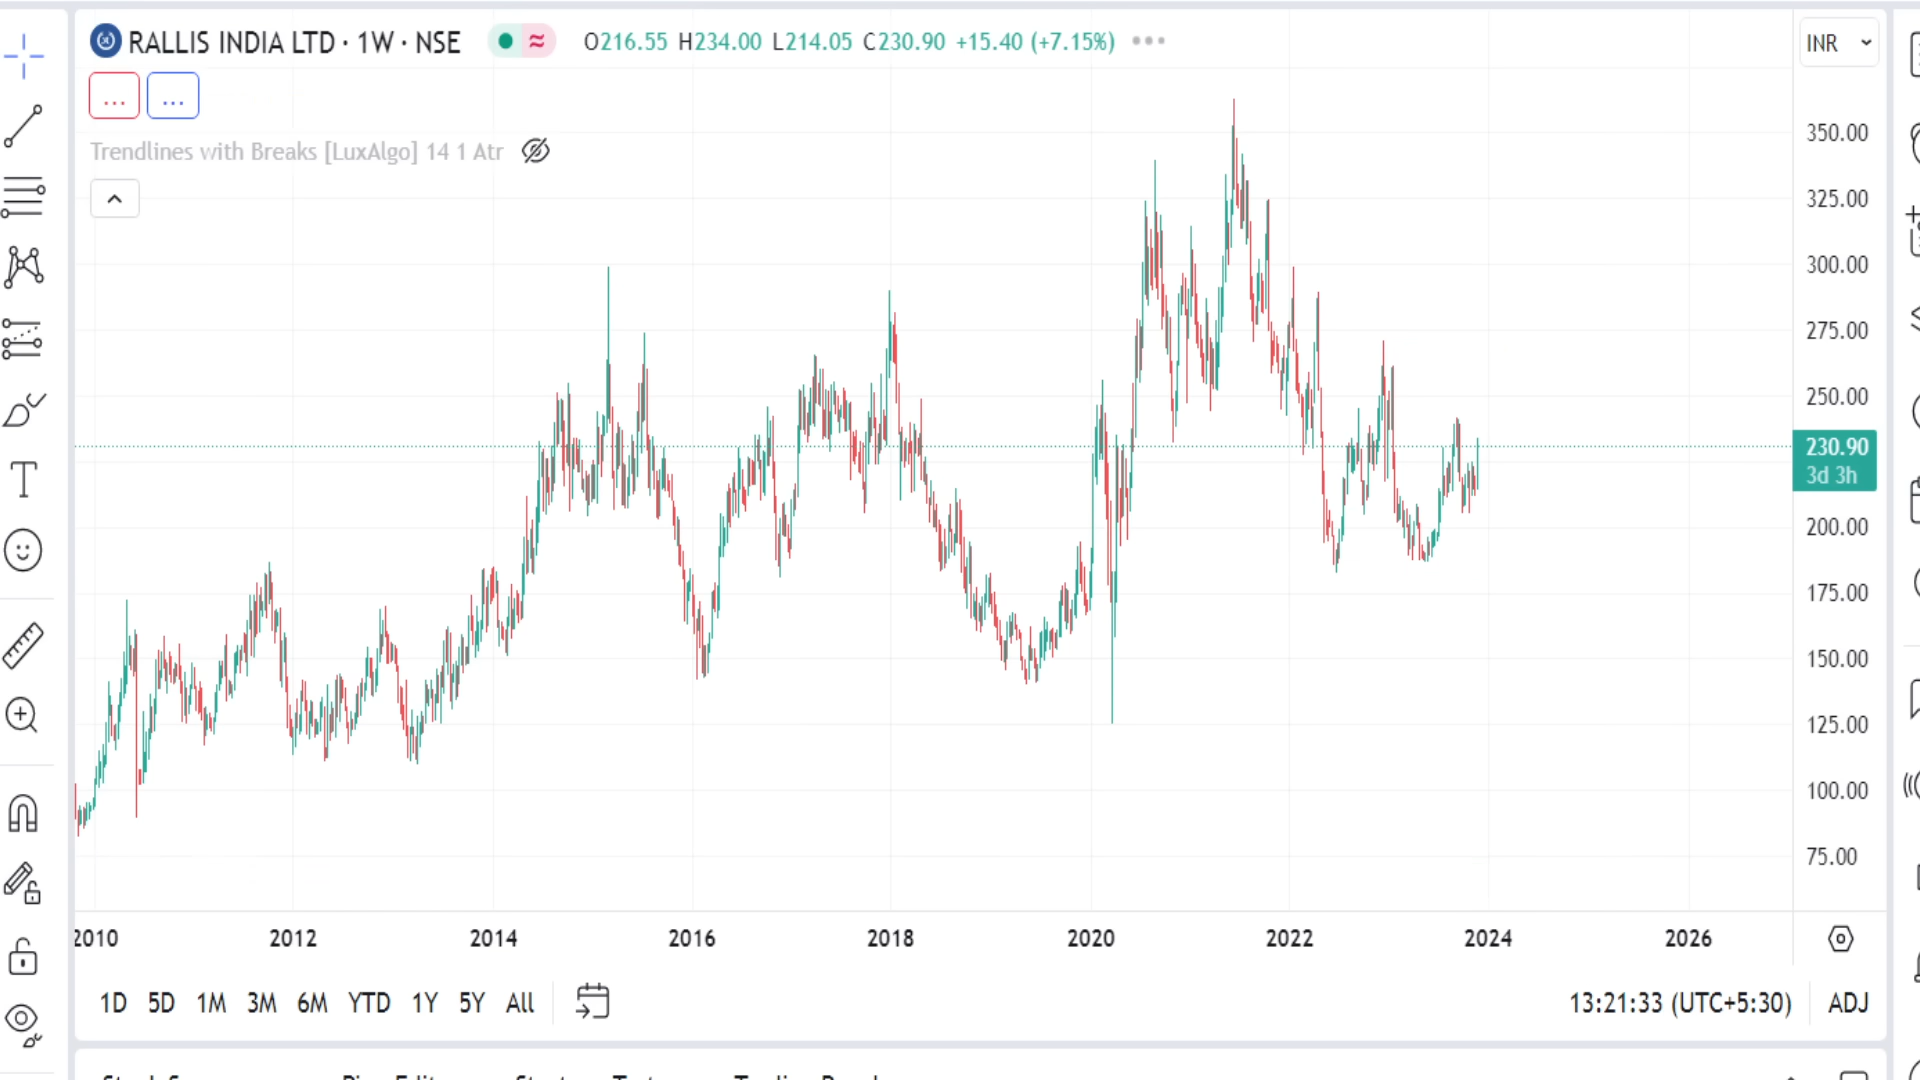 RALLIS INDIA LTD · 1W · NSE
O216.55 H234.00 L214.05 C230.90 +15.40 (+7.15%)
INR
... ...
Trendlines with Breaks [LuxAlgo] 14 1 Atr
350.00
325.00
300.00
275.00
250.00
230.90
3d 3h
200.00
175.00
150.00
125.00
100.00
75.00
2010 2012 2014 2016 2018 2020 2022 2024 2026
1D 5D 1M 3M 6M YTD 1Y 5Y All
13:21:33 (UTC+5:30) ADJ